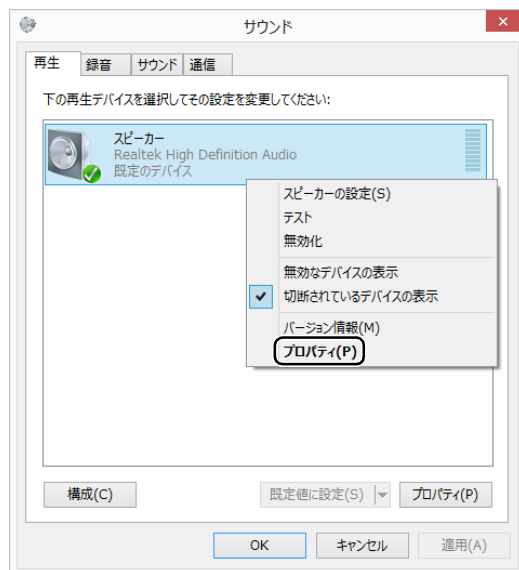 サウンド
再生 録音 サウンド 通信
下の再生デバイスを選択してその設定を変更してください:
スピーカー
Realtek High Definition Audio
既定のデバイス
スピーカーの設定(S)
テスト
無効化
無効なデバイスの表示
切断されているデバイスの表示
バージョン情報(M)
プロパティ(P)
構成(C) 既定値に設定(S) プロパティ(P)
OK キャンセル 適用(A)